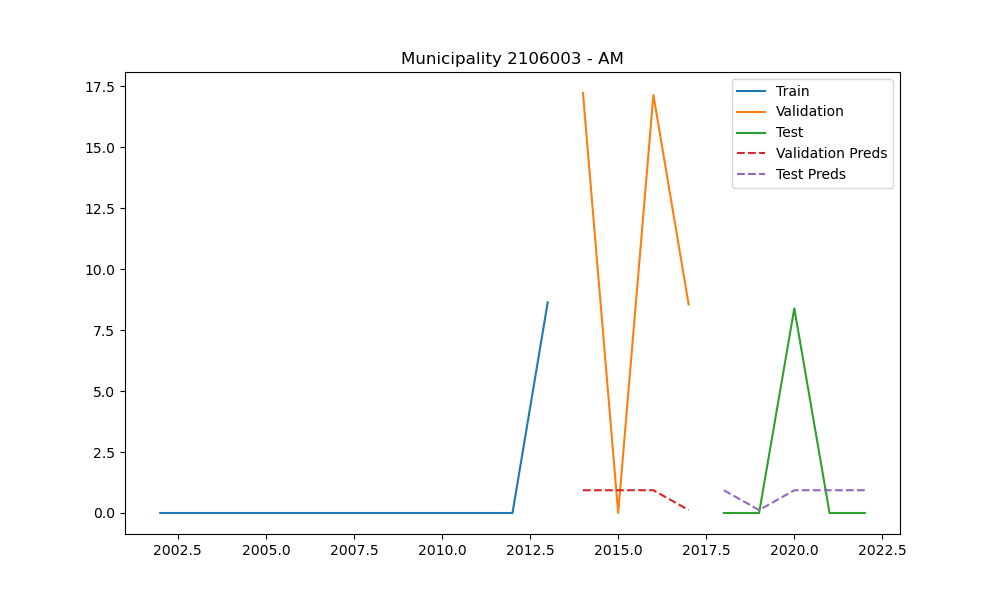 Municipality 2106003 - AM
17.5
15.0
12.5
10.0
7.5
5.0
2.5
0.0
Train
Validation
Test
Validation Preds
Test Preds
2002.5 2005.0 2007.5 2010.0 2012.5 2015.0 2017.5 2020.0 2022.5